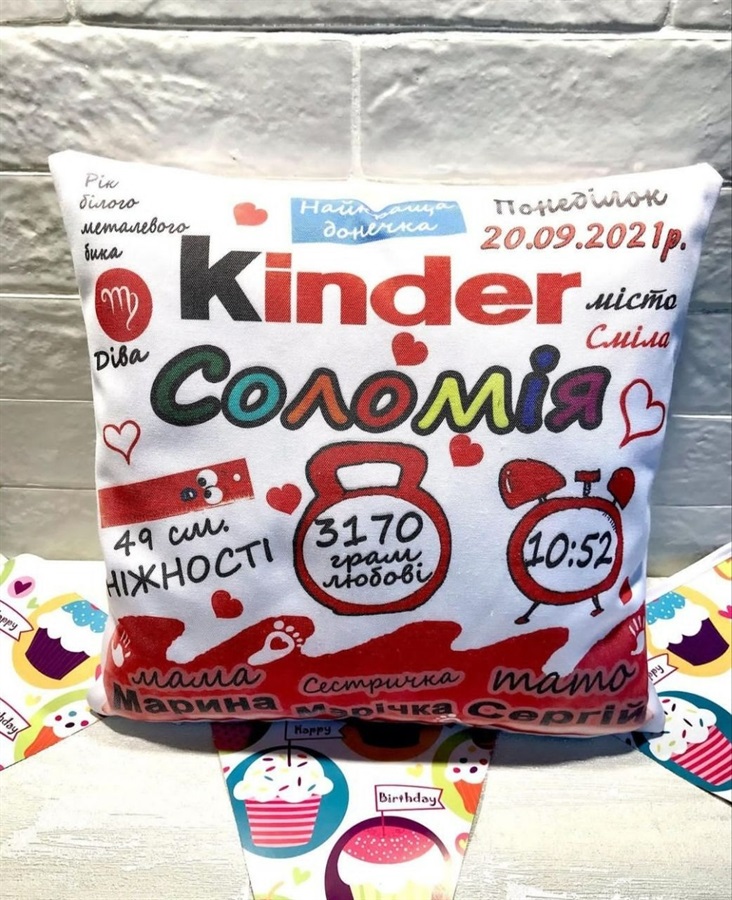 Рік
білого
металевого
бика
Найкраща
донечка
Понеділок
20.09.2021р.
Kinder
місто
Сміла
Діва
Соломія
49 см.
НІЖНОСТІ
3170
грам
любові
10:52
мама
Марина
Сестричка
Марічка
тато
Сергій
Happy
Happy
Birthday